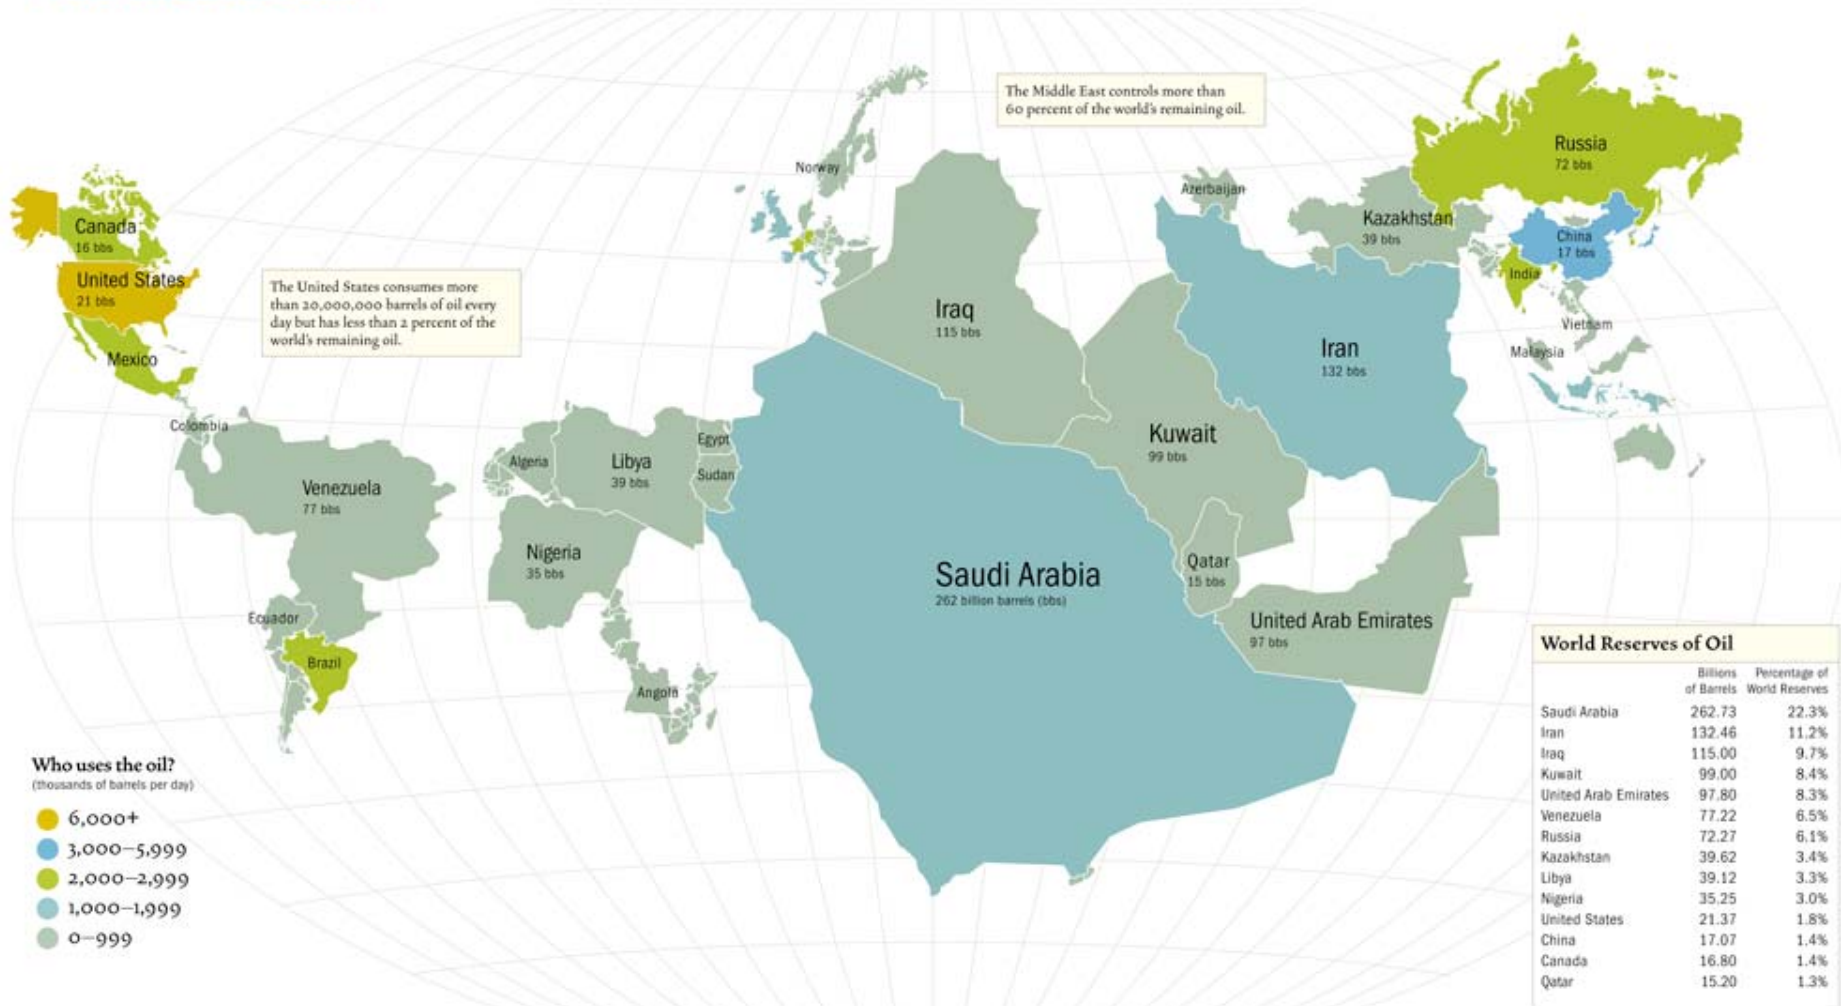 The Middle East controls more than
60 percent of the world's remaining oil.
Norway
Azerbaijan
Russia
72 bbs
Canada
16 bbs
United States
21 bbs
Mexico
Kazakhstan
39 bbs
China
17 bbs
India
Vietnam
Malaysia
The United States consumes more
than 20,000,000 barrels of oil every
day but has less than 2 percent of the
world's remaining oil.
Iraq
115 bbs
Iran
132 bbs
Kuwait
99 bbs
Colombia
Venezuela
77 bbs
Algeria
Libya
39 bbs
Egypt
Sudan
Nigeria
35 bbs
Saudi Arabia
262 billion barrels (bbs)
Qatar
15 bbs
United Arab Emirates
97 bbs
Ecuador
Brazil
Angola
Who uses the oil?
(thousands of barrels per day)
6,000+
3,000–5,999
2,000–2,999
1,000–1,999
0–999
World Reserves of Oil
Billions Percentage of
of Barrels World Reserves
Saudi Arabia 262.73 22.3%
Iran 132.46 11.2%
Iraq 115.00 9.7%
Kuwait 99.00 8.4%
United Arab Emirates 97.80 8.3%
Venezuela 77.22 6.5%
Russia 72.27 6.1%
Kazakhstan 39.62 3.4%
Libya 39.12 3.3%
Nigeria 35.25 3.0%
United States 21.37 1.8%
China 17.07 1.4%
Canada 16.80 1.4%
Qatar 15.20 1.3%